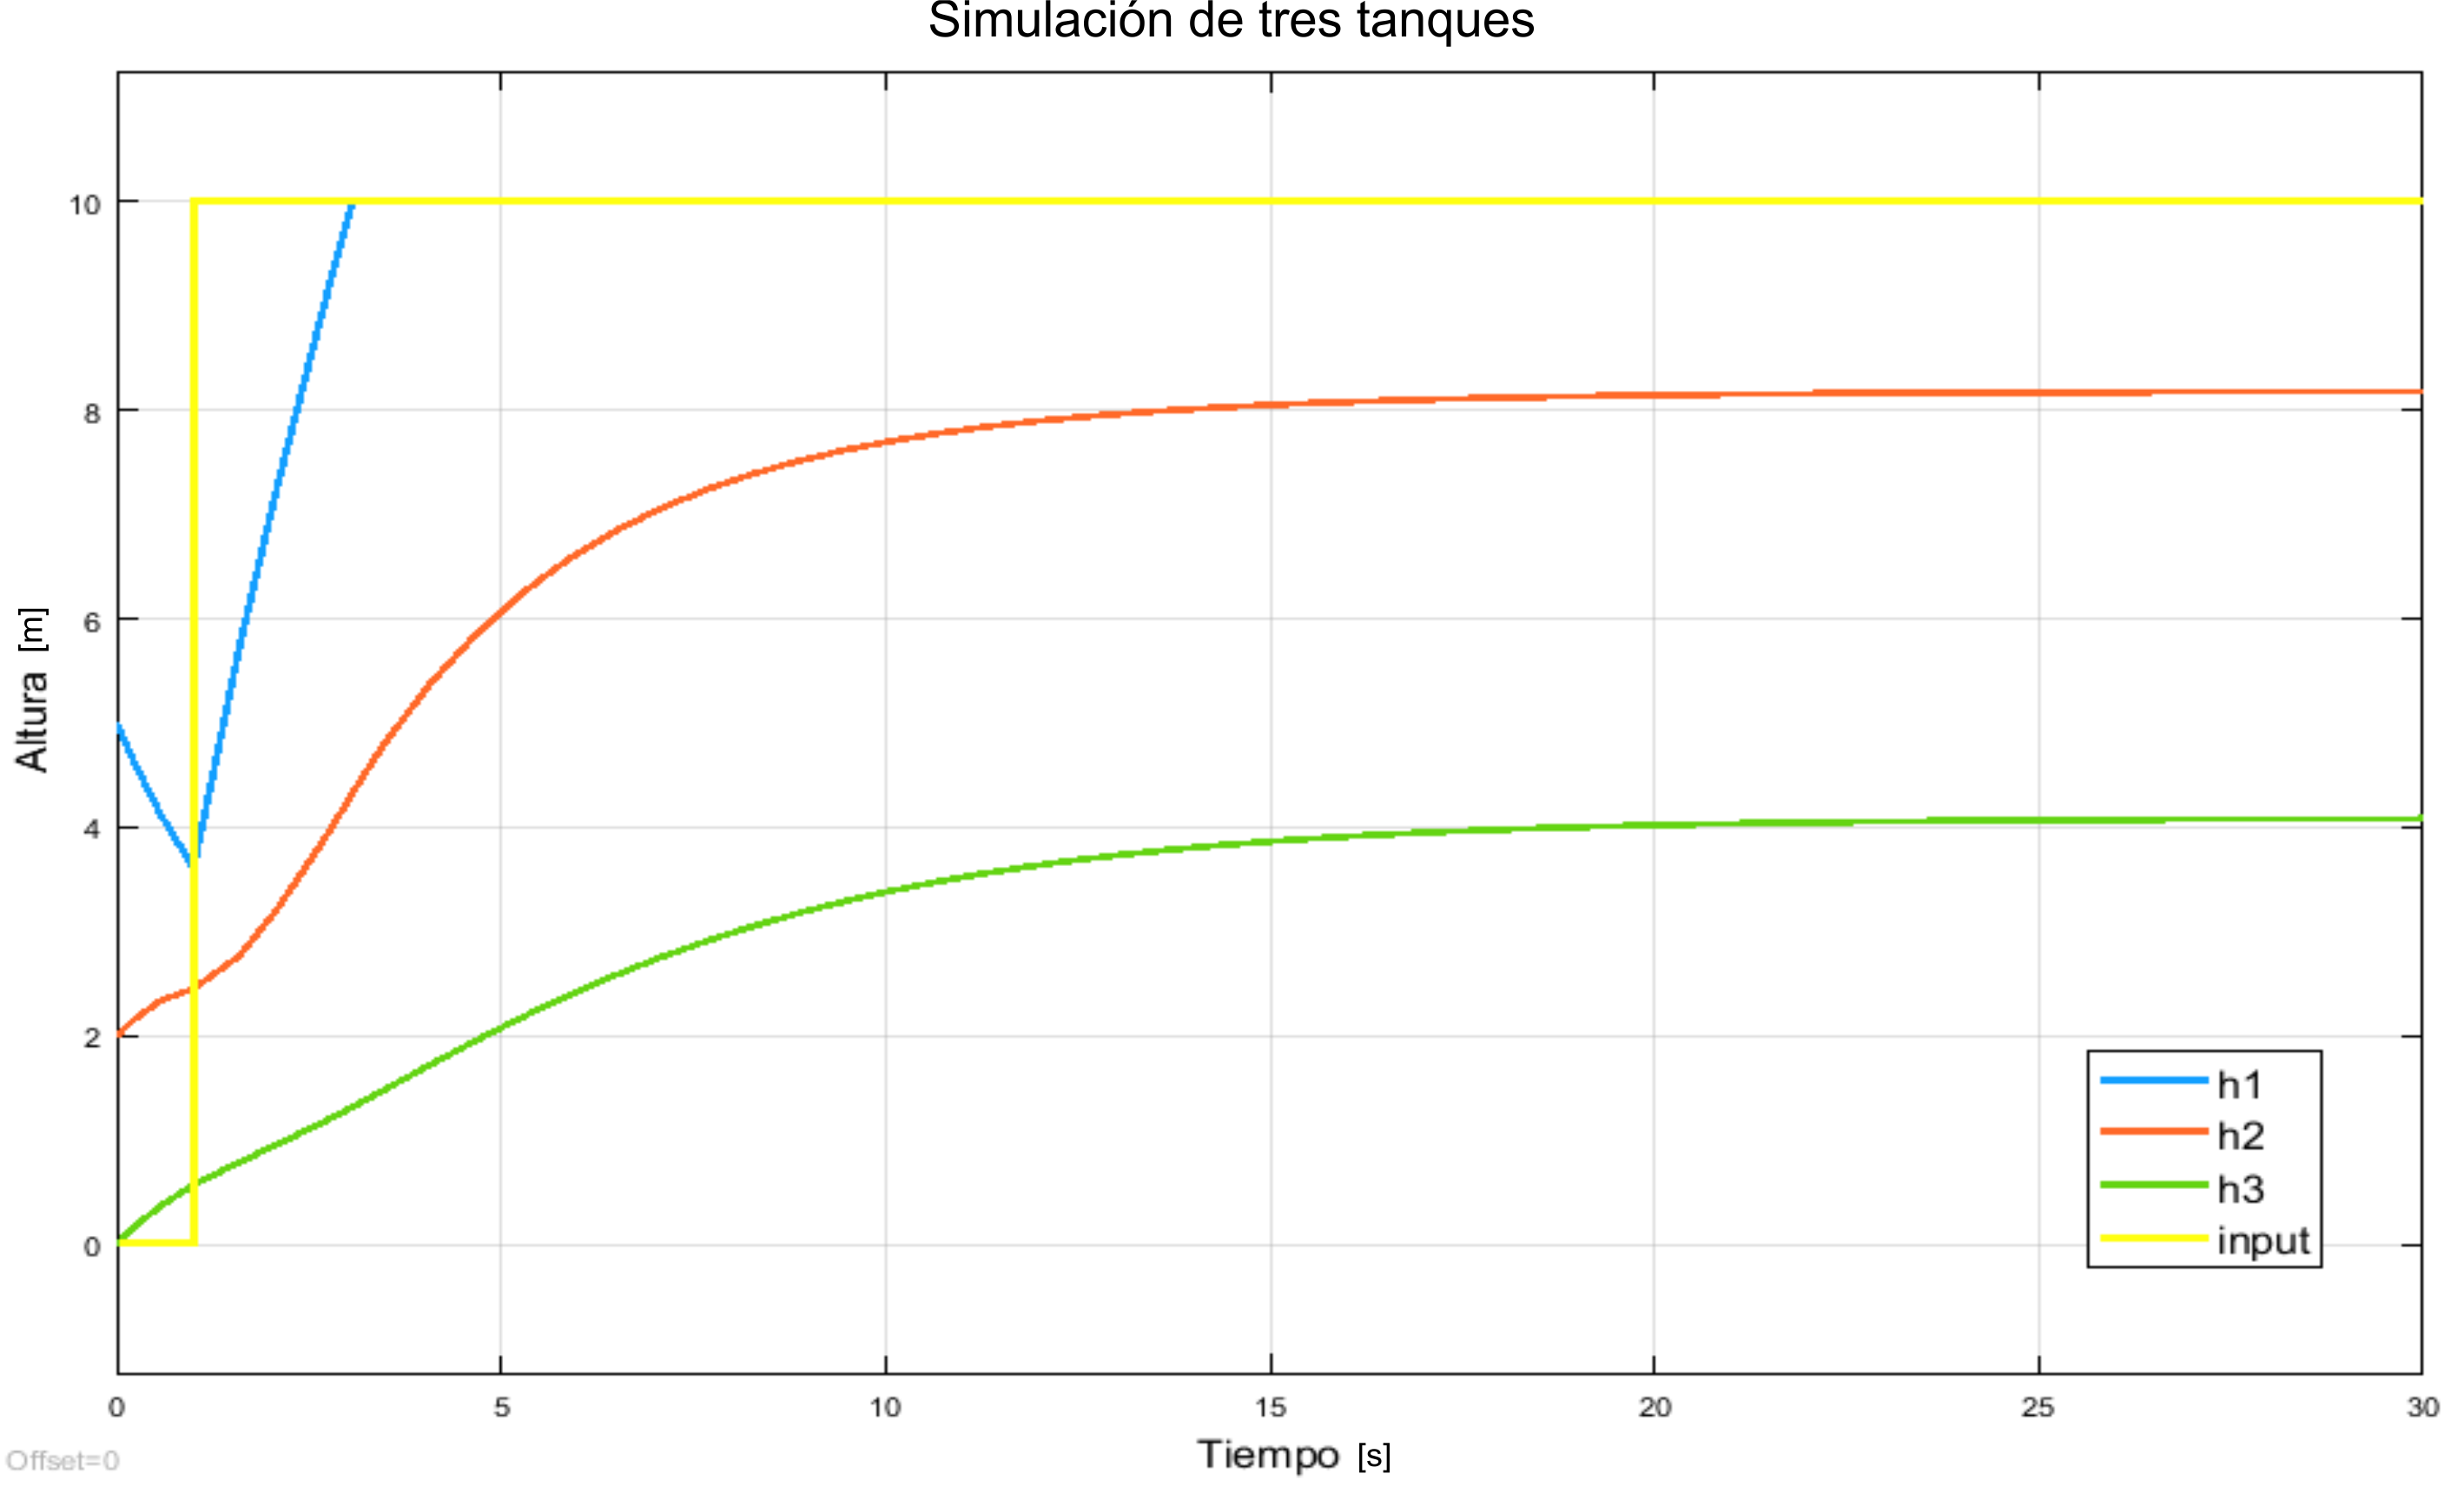 Simulación de tres tanques
10
8
6
4
2
0
Altura [m]
h1
h2
h3
input
0 5 10 15 20 25 30
Offset=0
Tiempo [s]